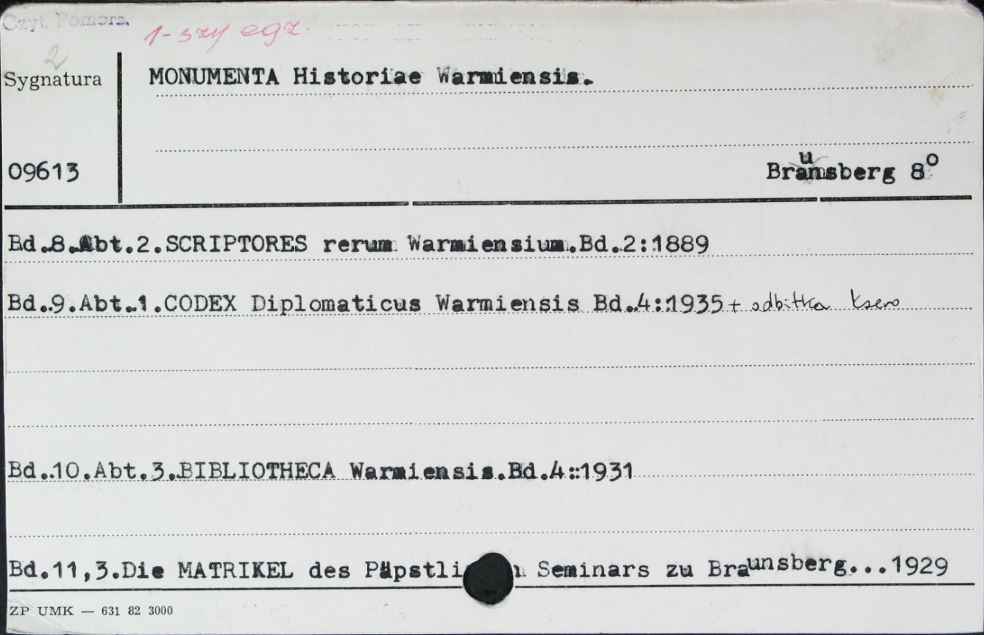 Czyt. Pomorz.
1-szy egz.
2
Sygnatura
MONUMENTA Historiae Warmiensis.
09613
Braunsberg 8°
Bd.8.Abt.2.SCRIPTORES rerum Warmiensium.Bd.2:1889
Bd.9.Abt.1.CODEX Diplomaticus Warmiensis Bd.4:1935 + odbitka ksero
Bd.10.Abt.3.BIBLIOTHECA Warmiensis.Bd.4:1931
Bd.11,3.Die MATRIKEL des Seminars zu Braunsberg...1929
ZP UMK — 631 82 3000